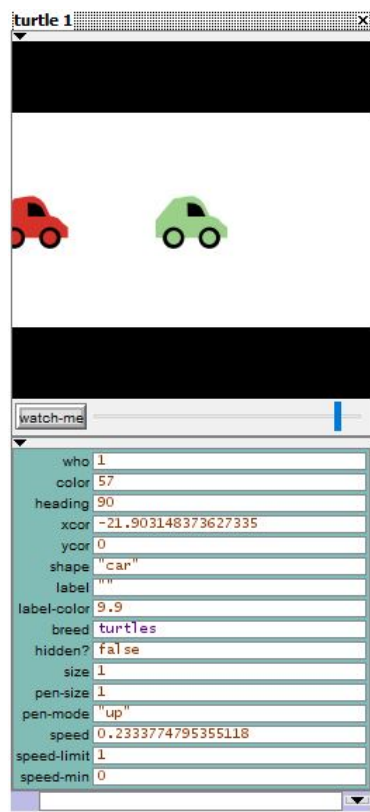 turtle 1 x
watch-me
who 1
color 57
heading 90
xcor -21.903148373627335
ycor 0
shape "car"
label ""
label-color 9.9
breed turtles
hidden? false
size 1
pen-size 1
pen-mode "up"
speed 0.2333774795355118
speed-limit 1
speed-min 0